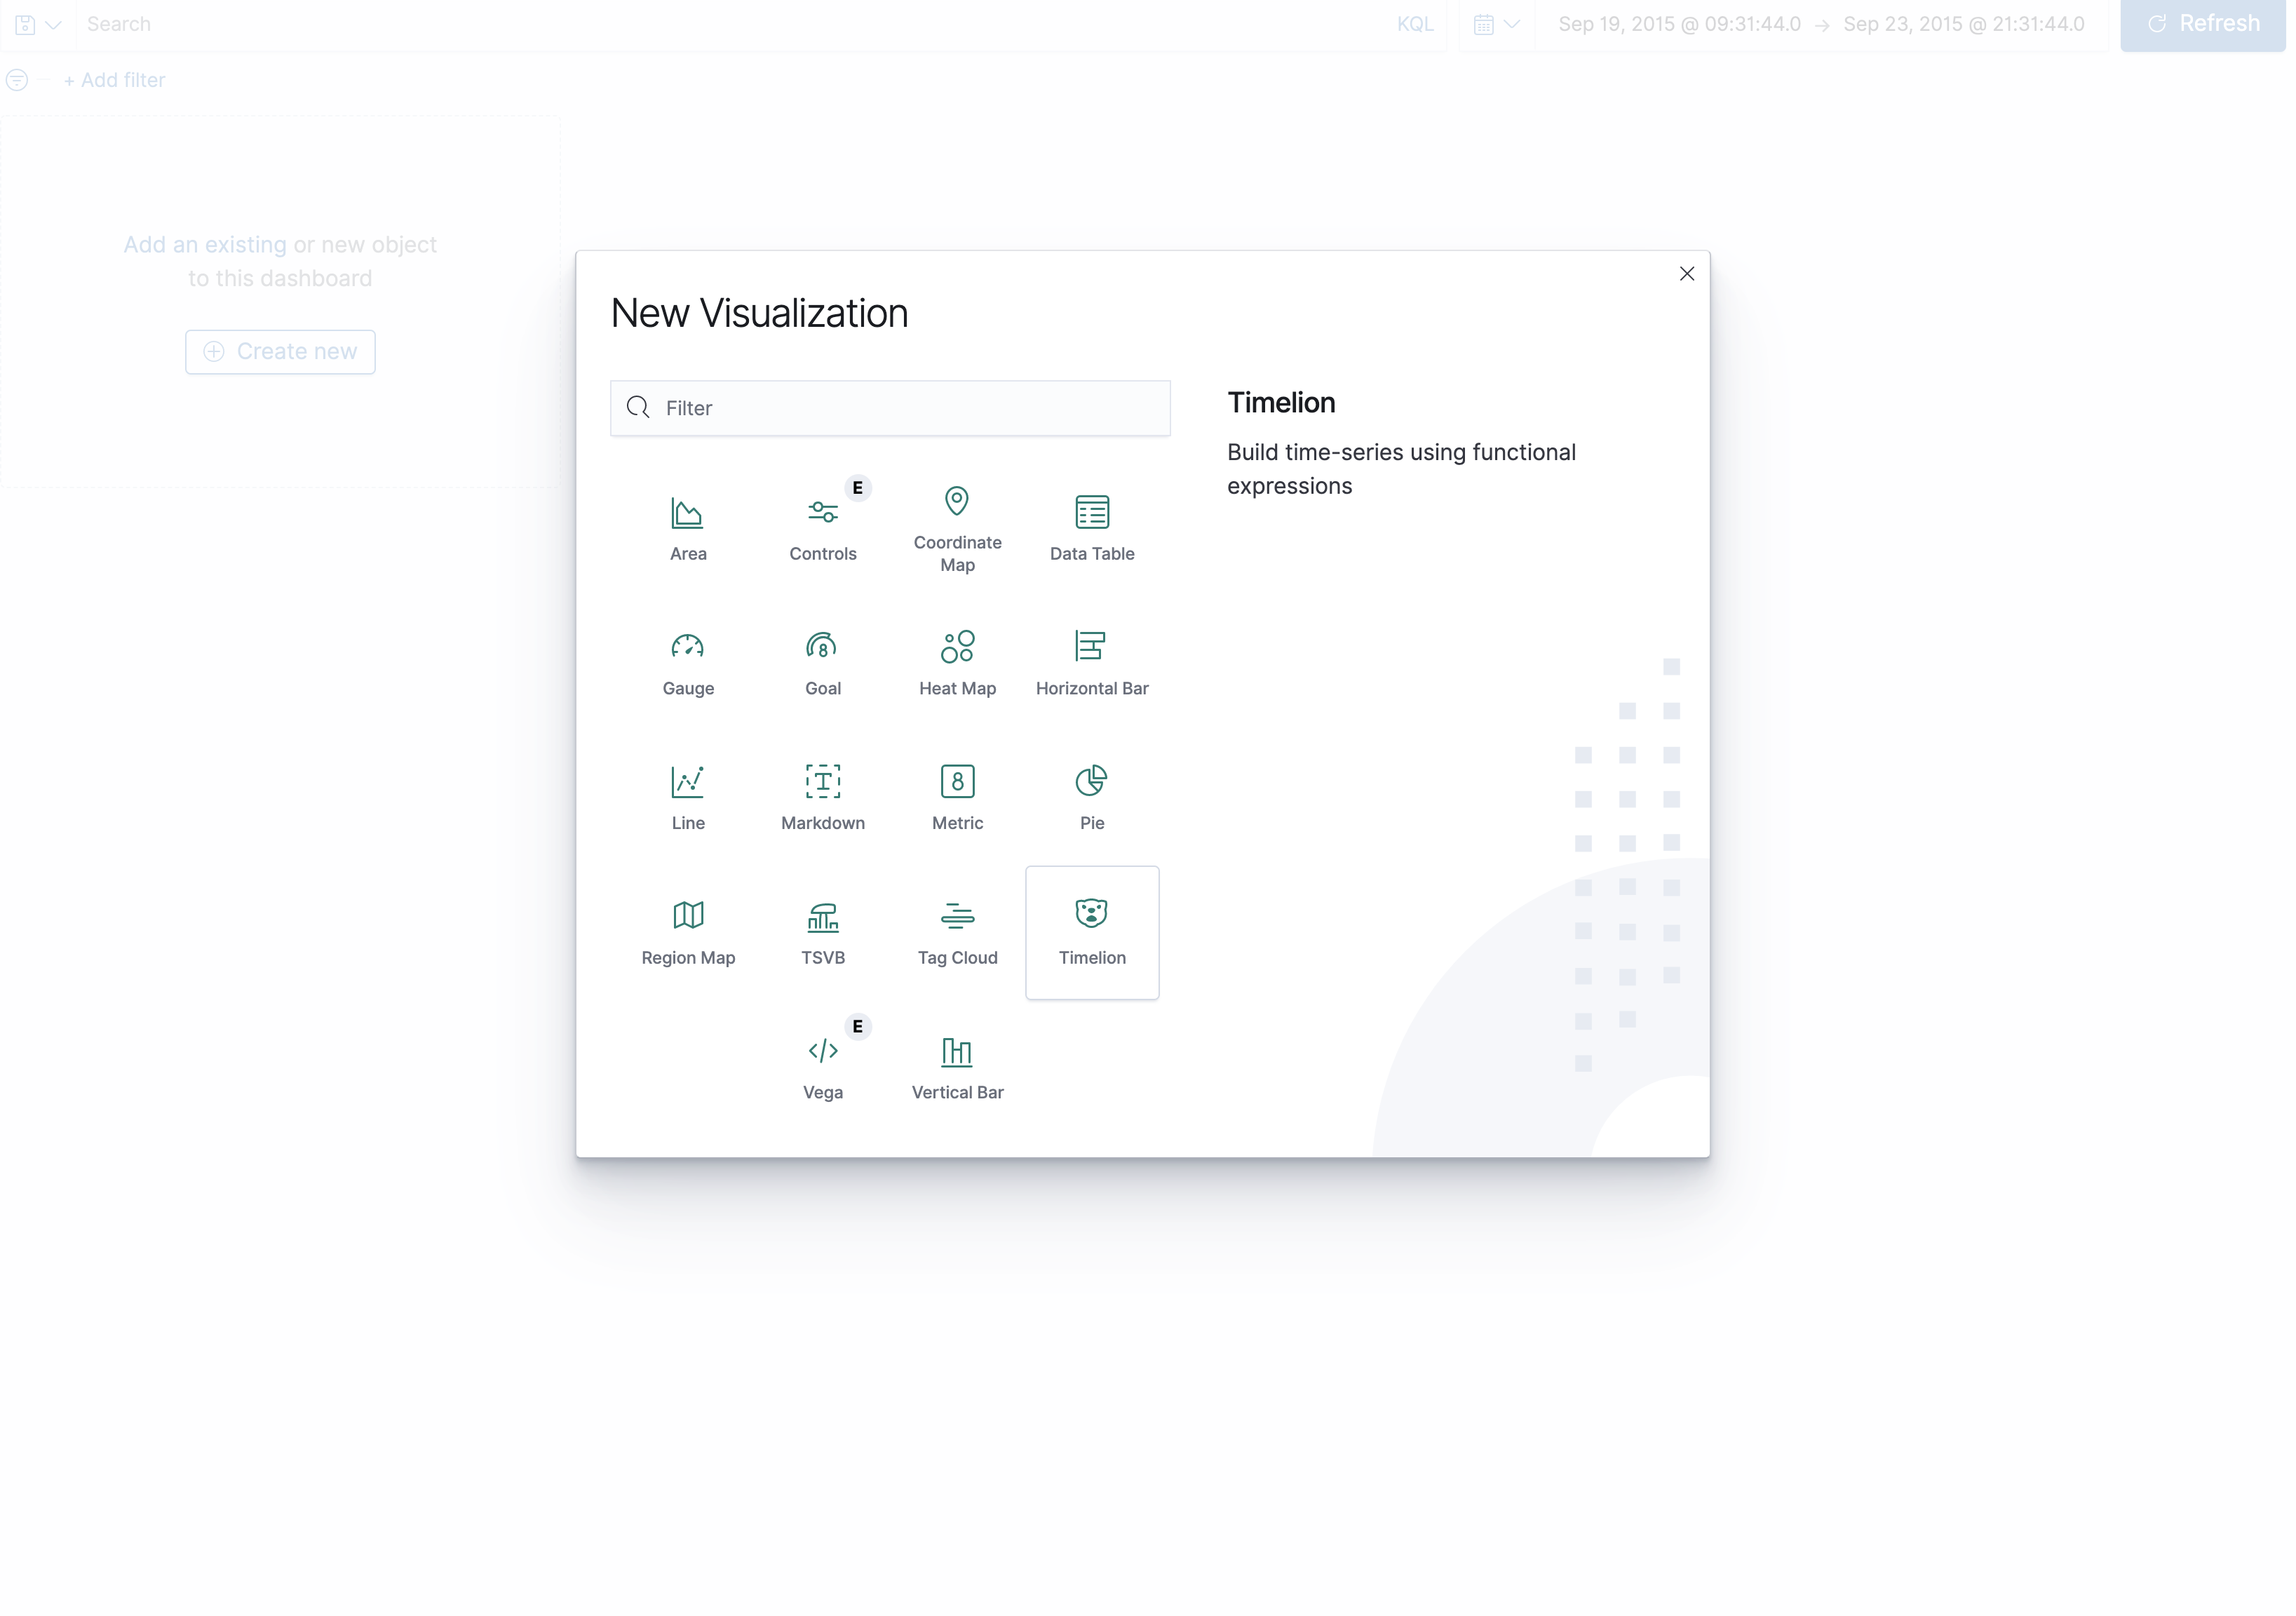 Search
KQL
Sep 19, 2015 @ 09:31:44.0 → Sep 23, 2015 @ 21:31:44.0
Refresh
+ Add filter
Add an existing or new object
to this dashboard
Create new
New Visualization
Filter
Timelion
Build time-series using functional
expressions
Area
E
Controls
Coordinate
Map
Data Table
Gauge
8
Goal
Heat Map
Horizontal Bar
Line
T
Markdown
8
Metric
Pie
Region Map
TSVB
Tag Cloud
Timelion
E
</>
Vega
Vertical Bar